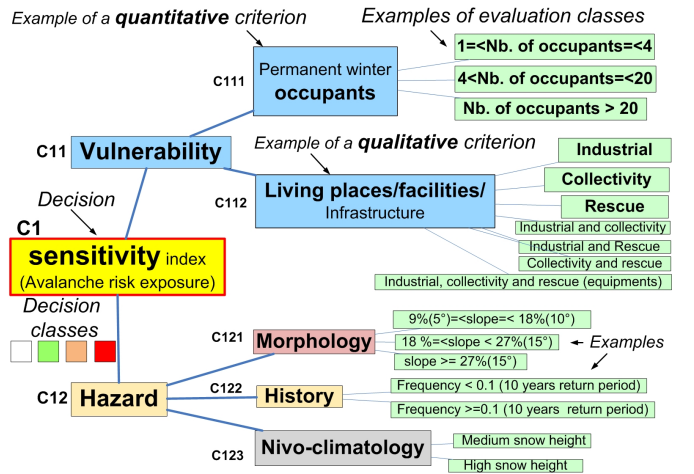 Example of a quantitative criterion
Examples of evaluation classes
C111
Permanent winter
occupants
1=<Nb. of occupants=<4
4<Nb. of occupants=<20
Nb. of occupants > 20
C11
Vulnerability
Example of a qualitative criterion
C112
Living places/facilities/
Infrastructure
Industrial
Collectivity
Rescue
Industrial and collectivity
Industrial and Rescue
Collectivity and rescue
Industrial, collectivity and rescue (equipments)
Decision
C1
sensitivity index
(Avalanche risk exposure)
Decision
classes
C121
Morphology
9%(5°)=<slope=< 18%(10°)
18 %=<slope < 27%(15°)
slope >= 27%(15°)
Examples
C12
Hazard
C122
History
Frequency < 0.1 (10 years return period)
Frequency >=0.1 (10 years  return period)
C123
Nivo-climatology
Medium snow height
High snow height